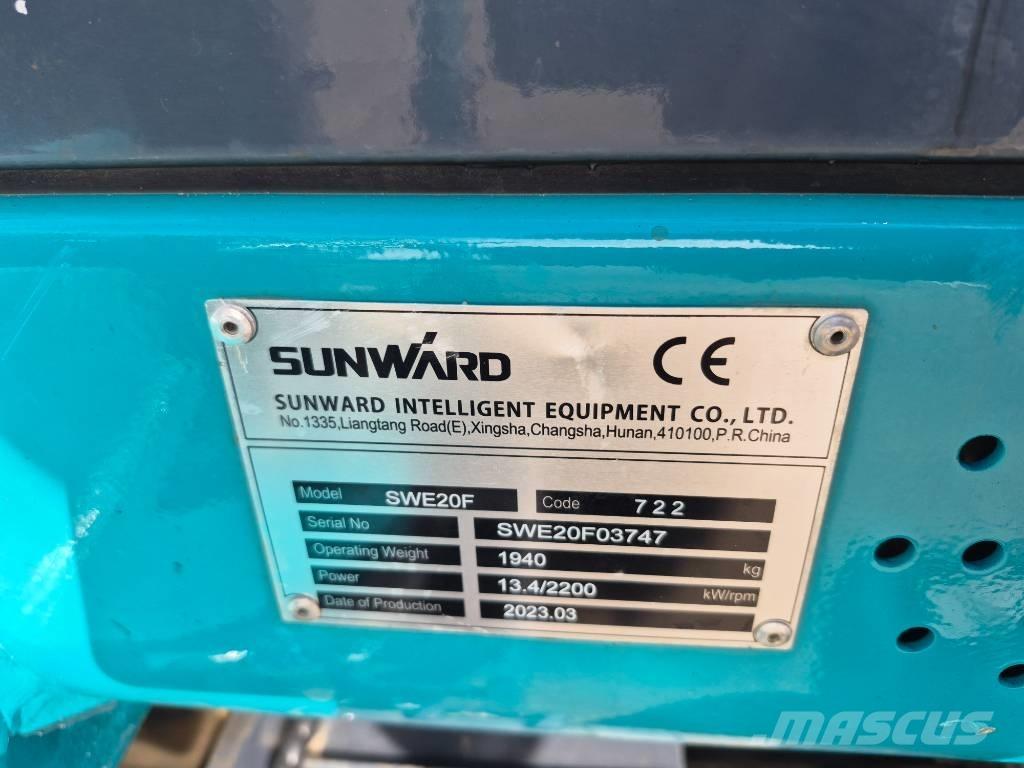 SUNWARD CE
SUNWARD INTELLIGENT EQUIPMENT CO., LTD.
No.1335,Liangtang Road(E),Xingsha,Changsha,Hunan,410100,P.R.China
Model SWE20F Code 722
Serial No SWE20F03747
Operating Weight 1940 kg
Power 13.4/2200 kW/rpm
Date of Production 2023.03
MASCUS